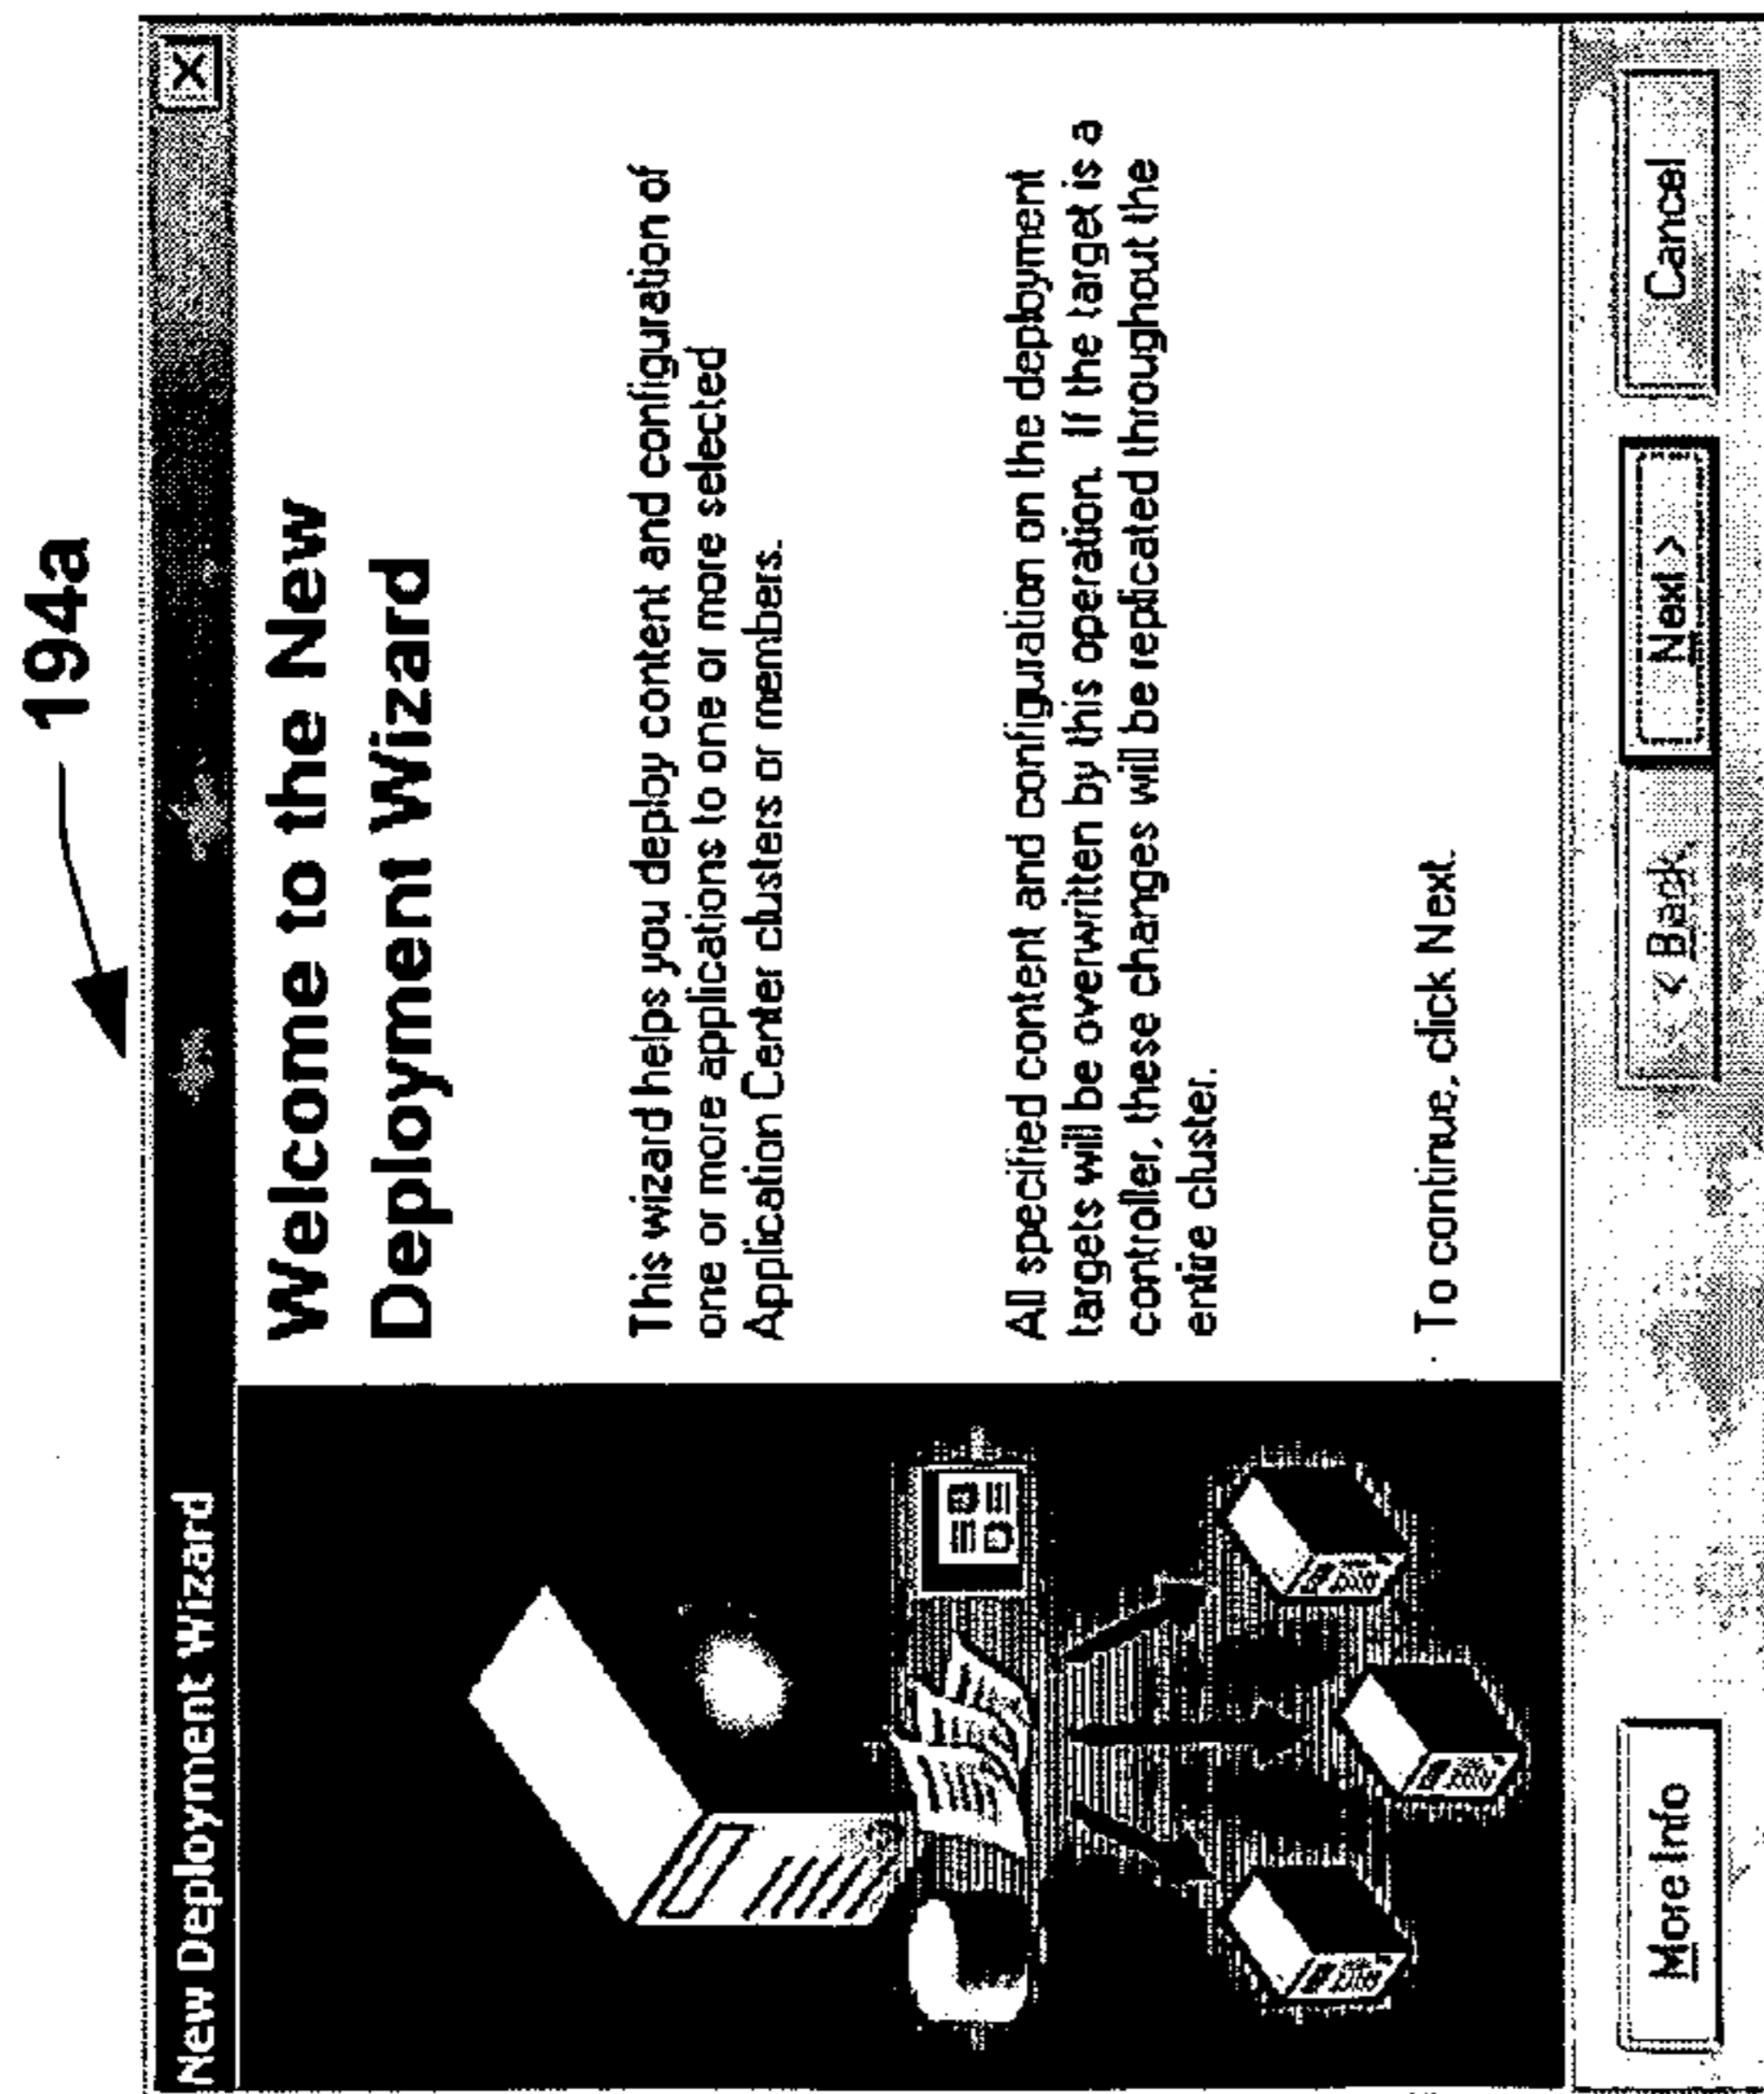 194a
New Deployment Wizard
Welcome to the New
Deployment Wizard
This wizard helps you deploy content and configuration of
one or more applications to one or more selected
Application Center clusters or members.
All specified content and configuration on the deployment
targets will be overwritten by this operation. If the target is a
controller, these changes will be replicated throughout the
entire cluster.
To continue, click Next.
More Info
< Back
Next >
Cancel